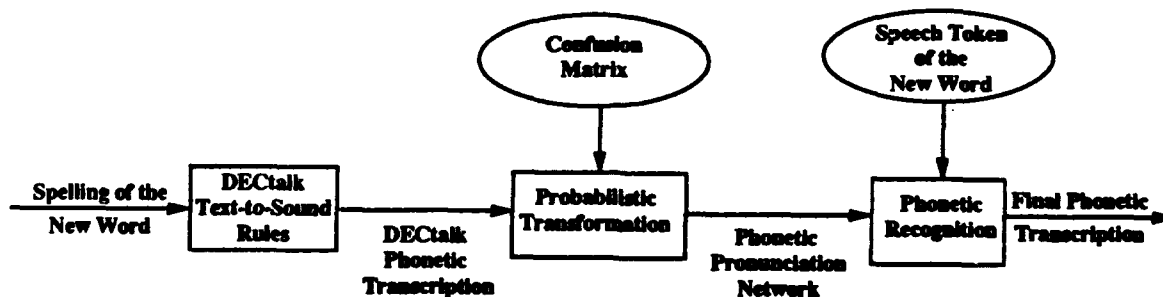 Confusion
Matrix
Speech Token
of the
New Word
Spelling of the
New Word
DECtalk
Text-to-Sound
Rules
DECtalk
Phonetic
Transcription
Probabilistic
Transformation
Phonetic
Pronunciation
Network
Phonetic
Recognition
Final Phonetic
Transcription